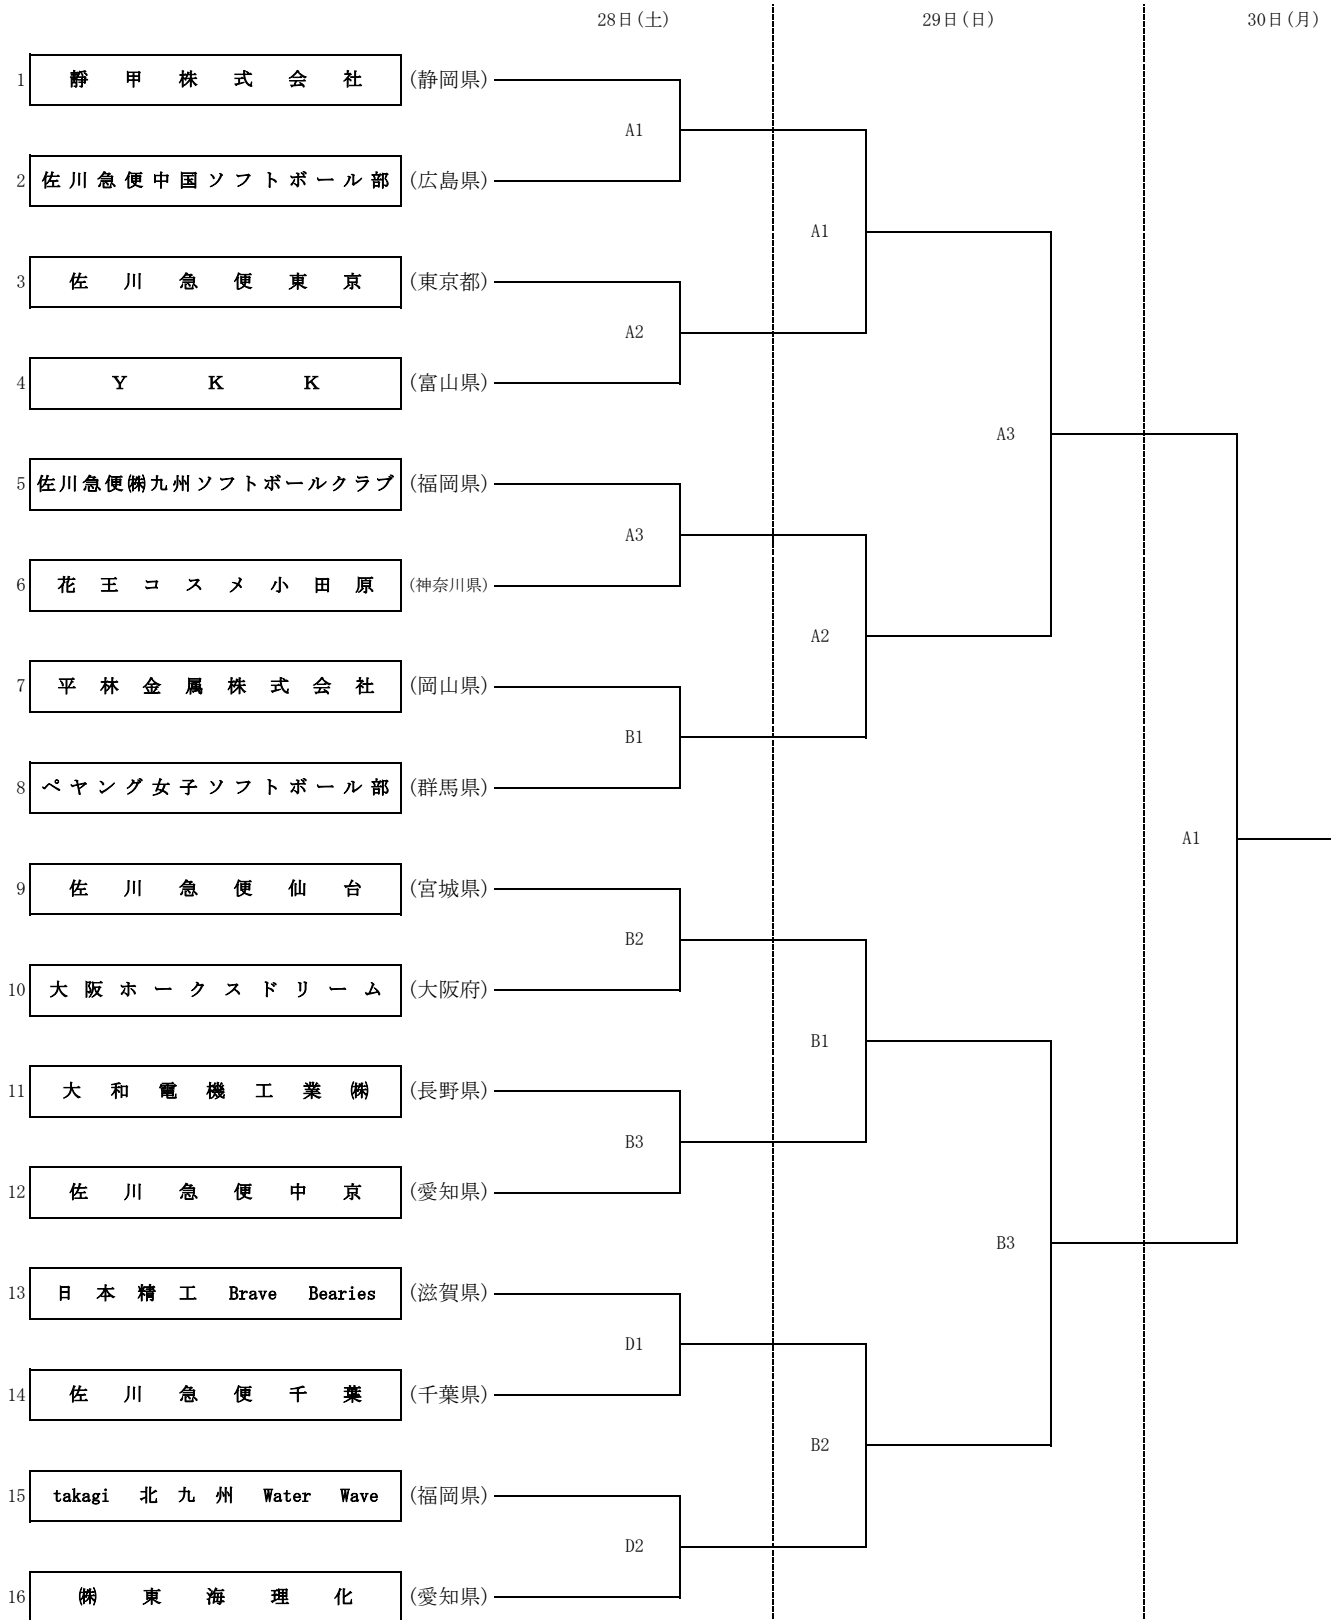 28日(土) 29日(日) 30日(月)
1 靜甲株式会社 (静岡県)
A1
2 佐川急便中国ソフトボール部 (広島県)
A1
3 佐川急便東京 (東京都)
A2
4 ＹＫＫ (富山県)
A3
5 佐川急便㈱九州ソフトボールクラブ (福岡県)
A3
6 花王コスメ小田原 (神奈川県)
A2
7 平林金属株式会社 (岡山県)
B1
8 ペヤング女子ソフトボール部 (群馬県)
A1
9 佐川急便仙台 (宮城県)
B2
10 大阪ホークスドリーム (大阪府)
B1
11 大和電機工業㈱ (長野県)
B3
12 佐川急便中京 (愛知県)
B3
13 日本精工 Brave Bearies (滋賀県)
D1
14 佐川急便千葉 (千葉県)
B2
15 takagi 北九州 Water Wave (福岡県)
D2
16 ㈱東海理化 (愛知県)